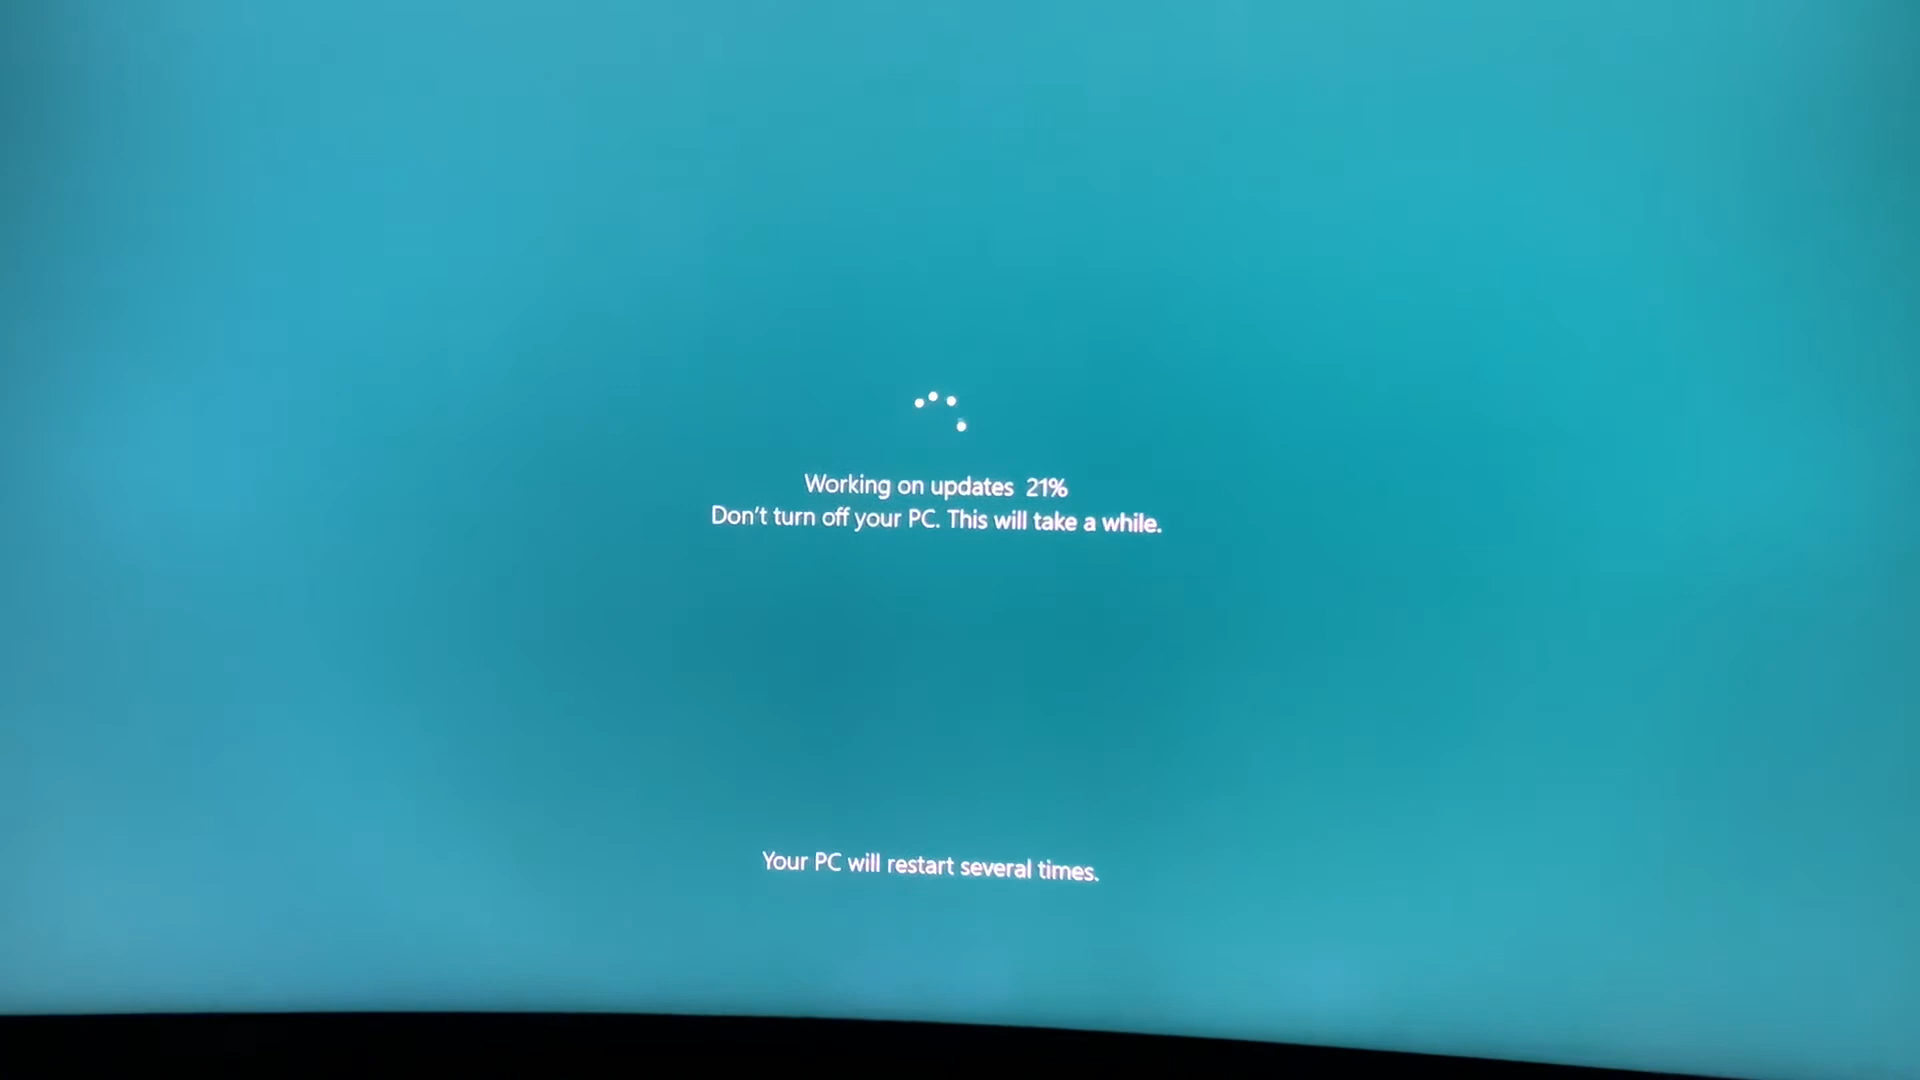 Working on updates 21%
Don't turn off your PC. This will take a while.
Your PC will restart several times.